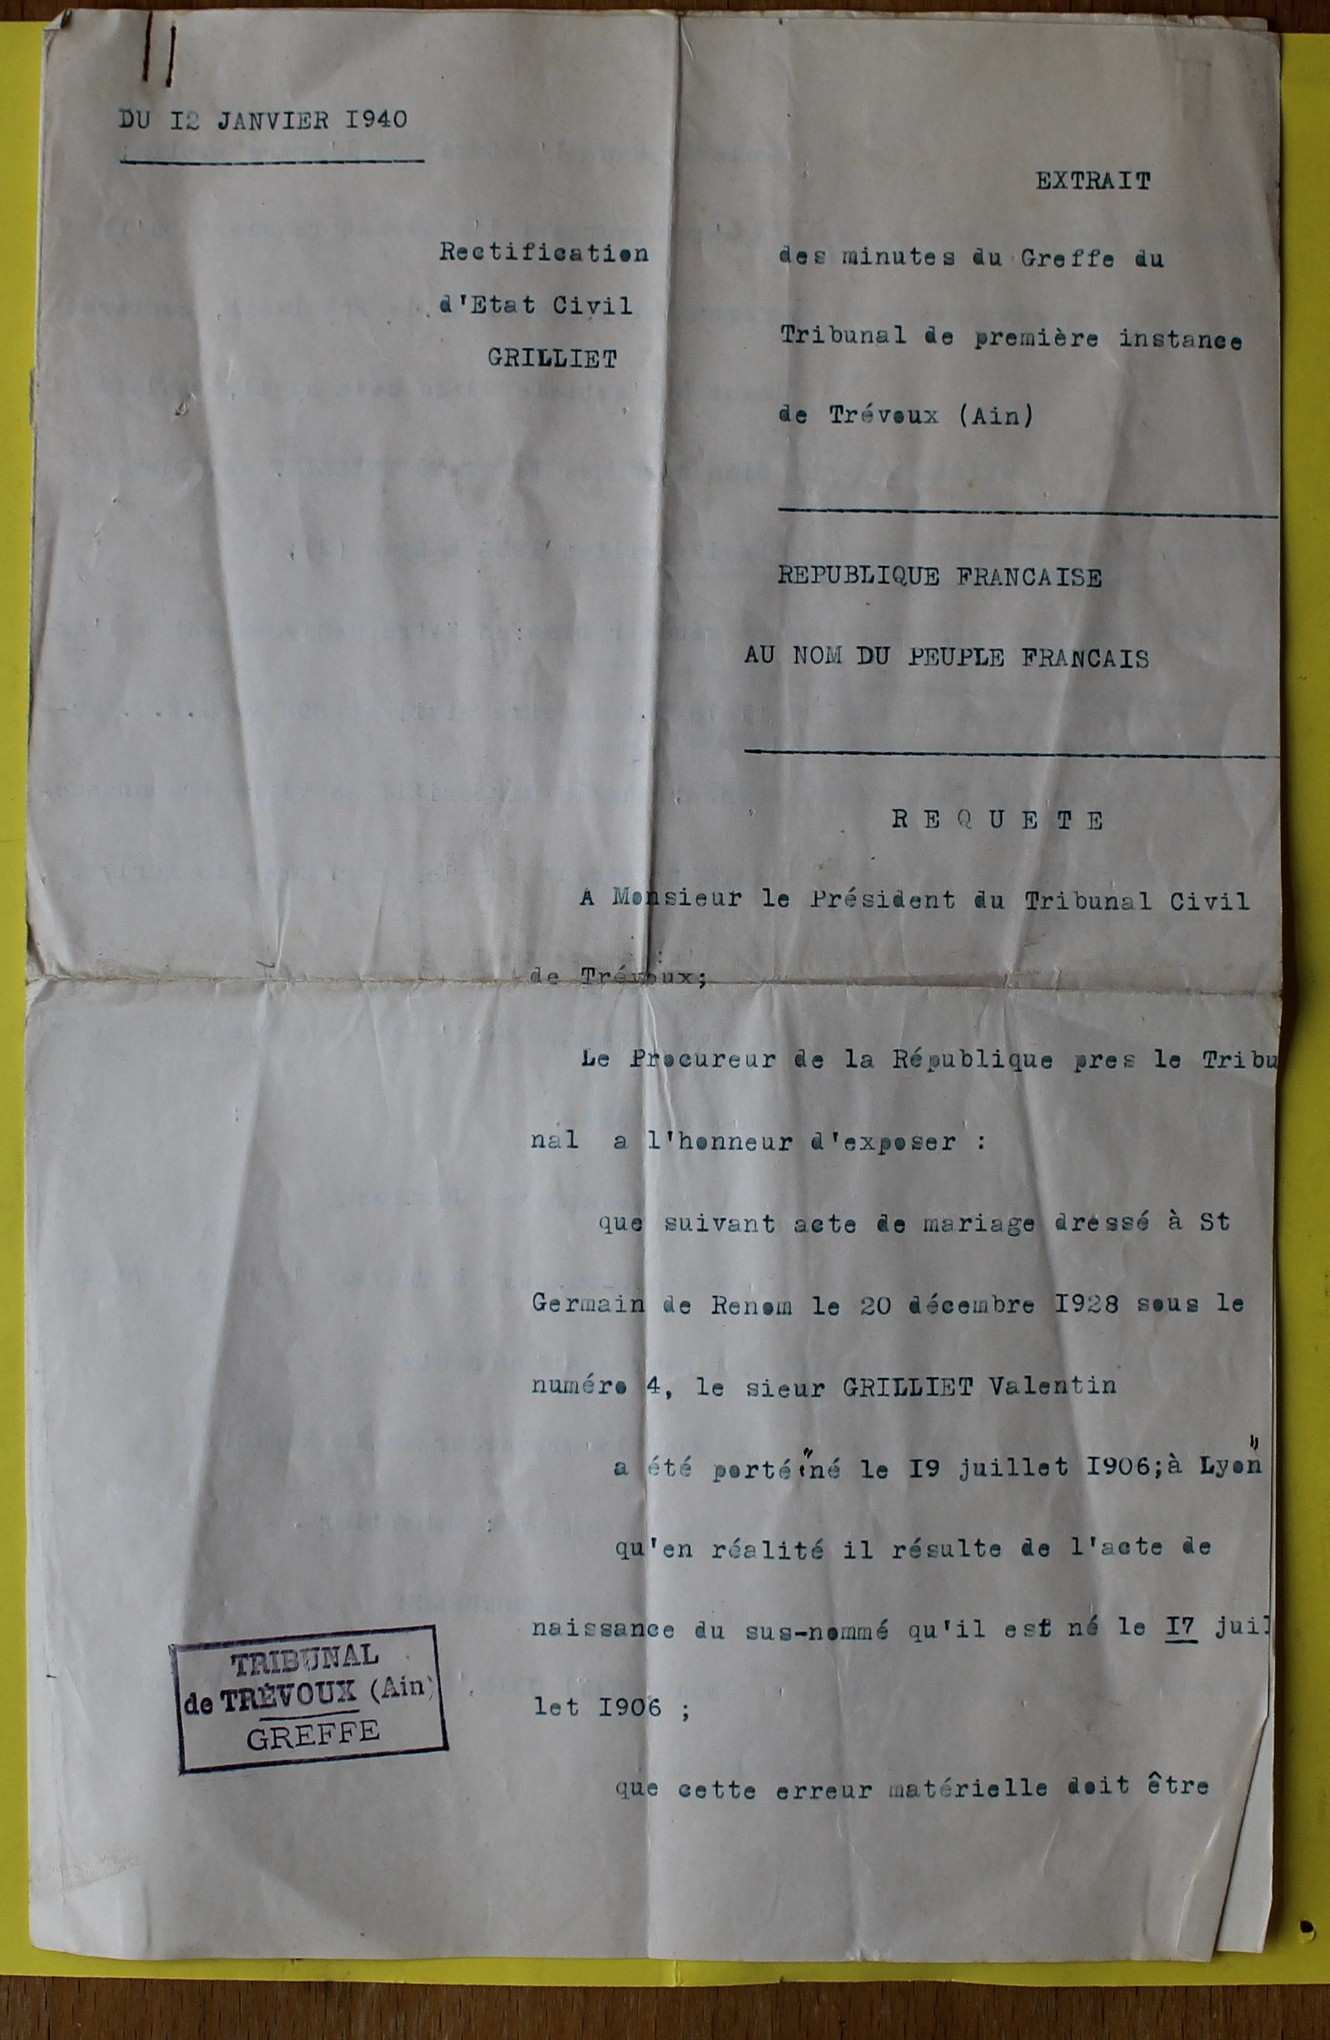 DU I2 JANVIER I940
Rectification
d'Etat Civil
GRILLIET
EXTRAIT
des minutes du Greffe du
Tribunal de première instance
de Trévoux (Ain)
REPUBLIQUE FRANCAISE
AU NOM DU PEUPLE FRANCAIS
R E Q U E T E
A Monsieur le Président du Tribunal Civil
de Trévoux;
Le Procureur de la République pres le Tribu
nal a l'honneur d'exposer :
que suivant acte de mariage dressé à St
Germain de Renom le 20 décembre I928 sous le
numéro 4, le sieur GRILLIET Valentin
a été porté "né le I9 juillet I906;à Lyon"
qu'en réalité il résulte de l'acte de
naissance du sus-nommé qu'il est né le I7 juil
let I906 ;
que cette erreur matérielle doit être
TRIBUNAL
de TRÉVOUX (Ain)
GREFFE